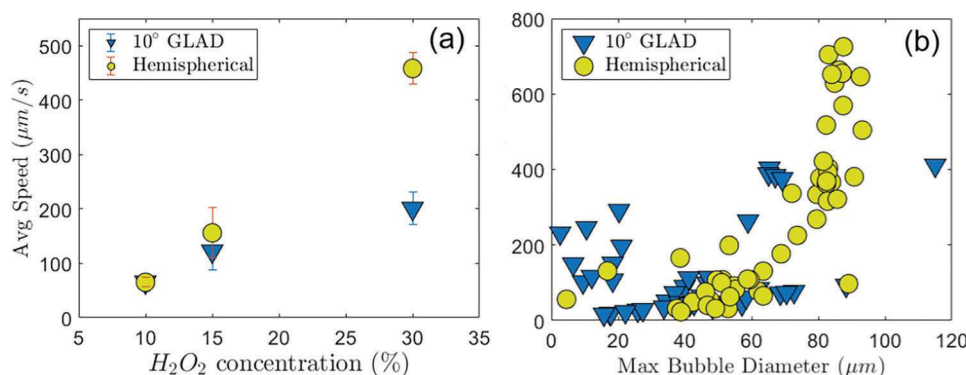 (a)
10° GLAD
Hemispherical
Avg Speed (μm/s)
500
400
300
200
100
0
5 10 15 20 25 30 35
H₂O₂ concentration (%)
(b)
10° GLAD
Hemispherical
800
600
400
200
0
0 20 40 60 80 100 120
Max Bubble Diameter (μm)